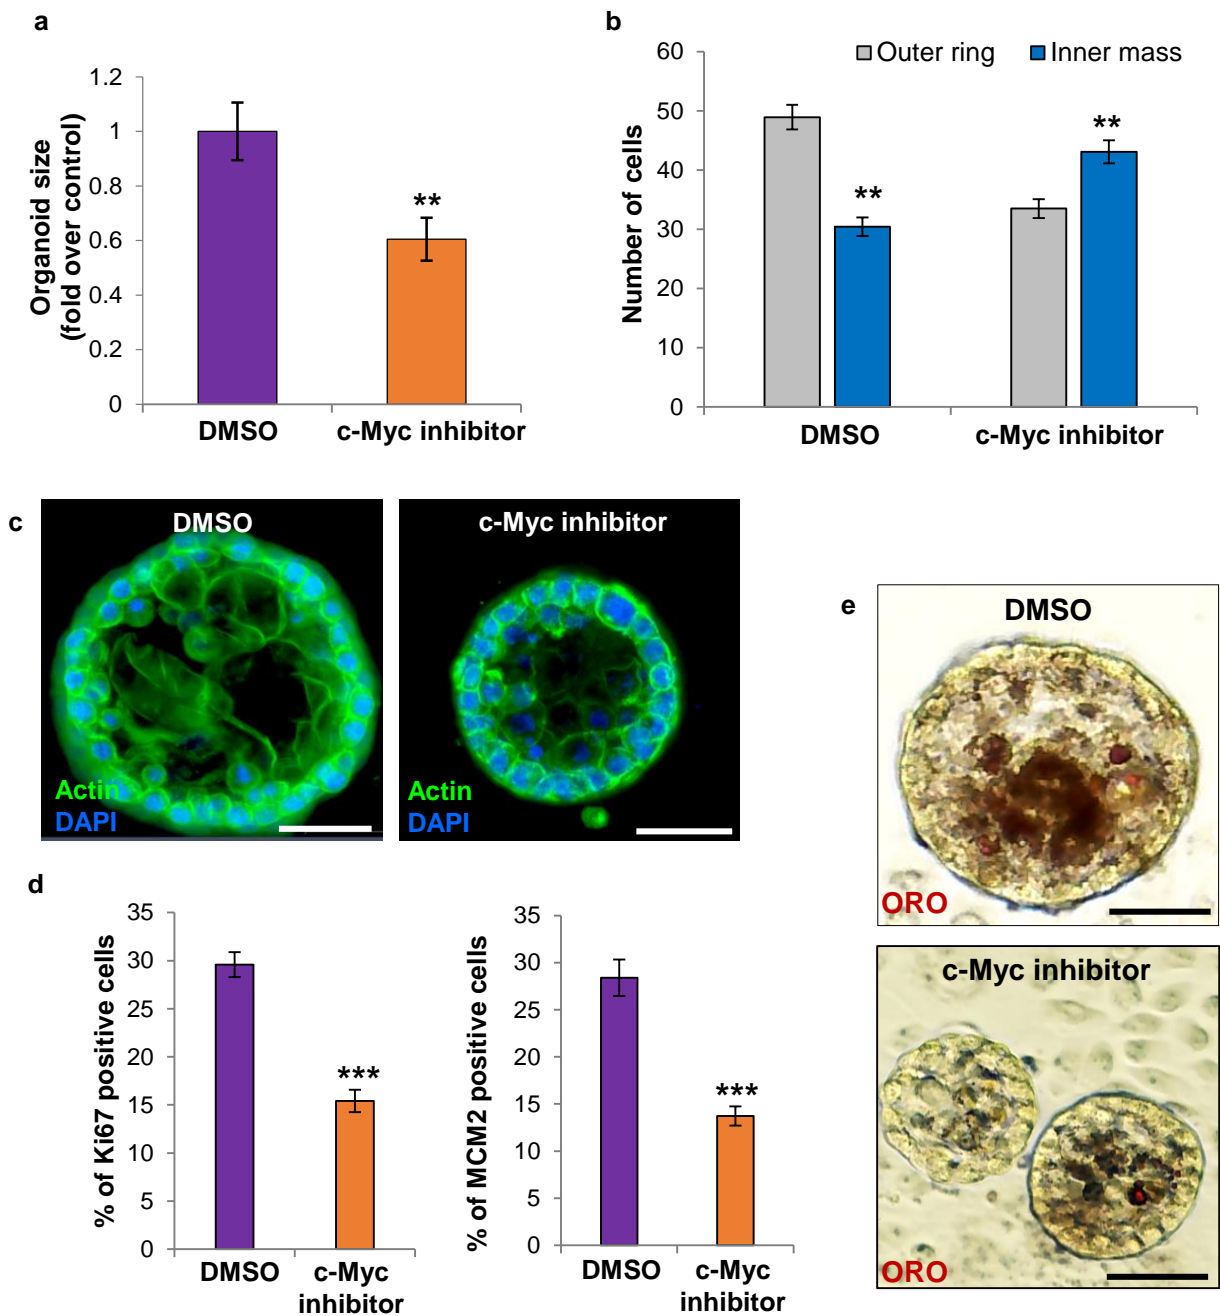 a
1.2
1
0.8
0.6
0.4
0.2
0
Organoid size
(fold over control)
**
DMSO
c-Myc inhibitor
b
60
50
40
30
20
10
0
Number of cells
Outer ring
Inner mass
**
**
DMSO
c-Myc inhibitor
c
DMSO
Actin
DAPI
c-Myc inhibitor
Actin
DAPI
d
35
30
25
20
15
10
5
0
% of Ki67 positive cells
***
DMSO
c-Myc
inhibitor
35
30
25
20
15
10
5
0
% of MCM2 positive cells
***
DMSO
c-Myc
inhibitor
e
DMSO
ORO
c-Myc inhibitor
ORO